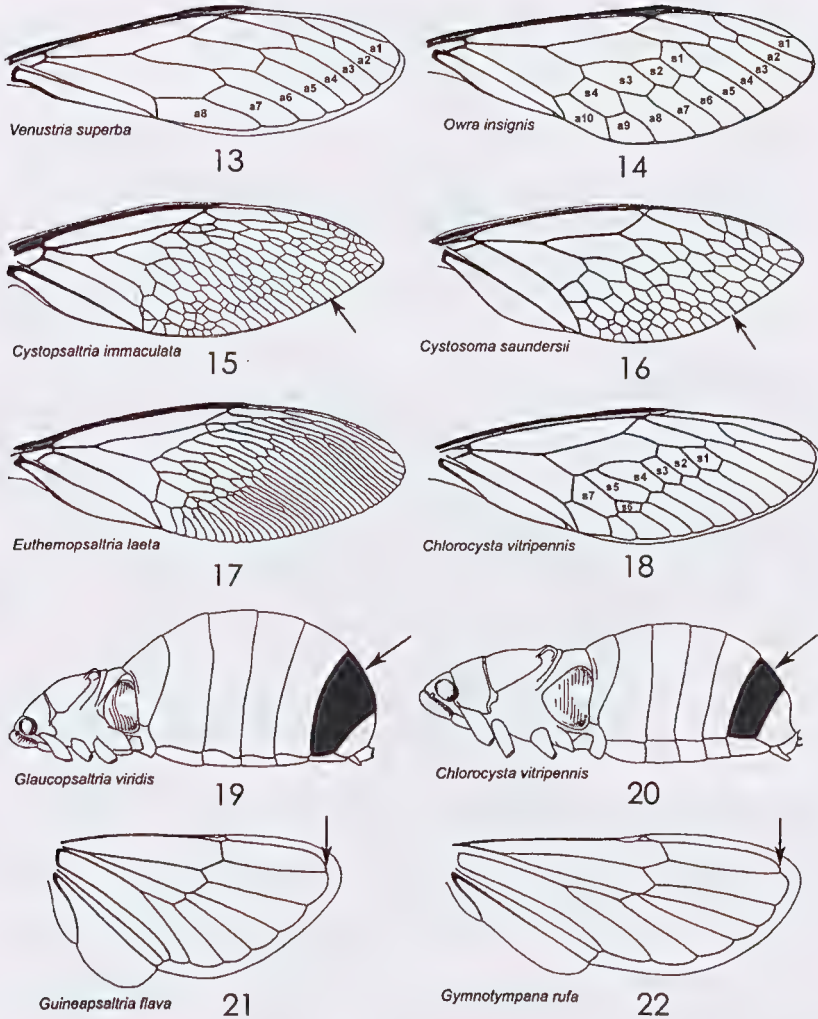 a1
a2
a3
a4
a5
a6
a7
a8
Venustria superba
13
a1
a2
a3
a4
a5
a6
a7
a8
a9
a10
s1
s2
s3
s4
Owra insignis
14
Cystopsaltria immaculata
15
Cystosoma saundersii
16
Euthemopsaltria laeta
17
s1
s2
s3
s4
s5
s6
s7
Chlorocysta vitripennis
18
Glaucopsaltria viridis
19
Chlorocysta vitripennis
20
Guineapsaltria flava
21
Gymnotympana rufa
22